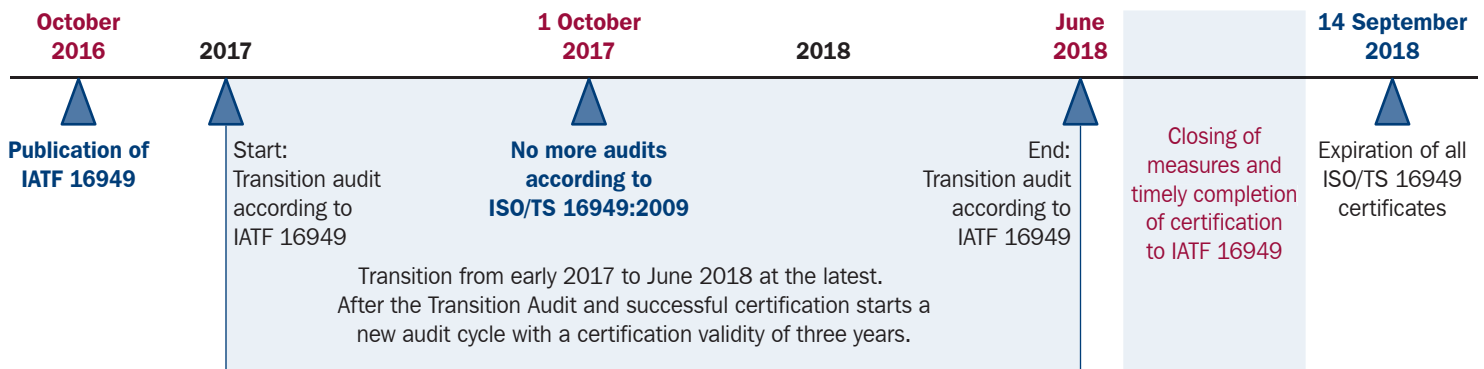 October
2016
2017
1 October
2017
2018
June
2018
14 September
2018
Publication of
IATF 16949
Start:
Transition audit
according to
IATF 16949
No more audits
according to
ISO/TS 16949:2009
End:
Transition audit
according to
IATF 16949
Closing of
measures and
timely completion
of certification
to IATF 16949
Expiration of all
ISO/TS 16949
certificates
Transition from early 2017 to June 2018 at the latest.
After the Transition Audit and successful certification starts a
new audit cycle with a certification validity of three years.